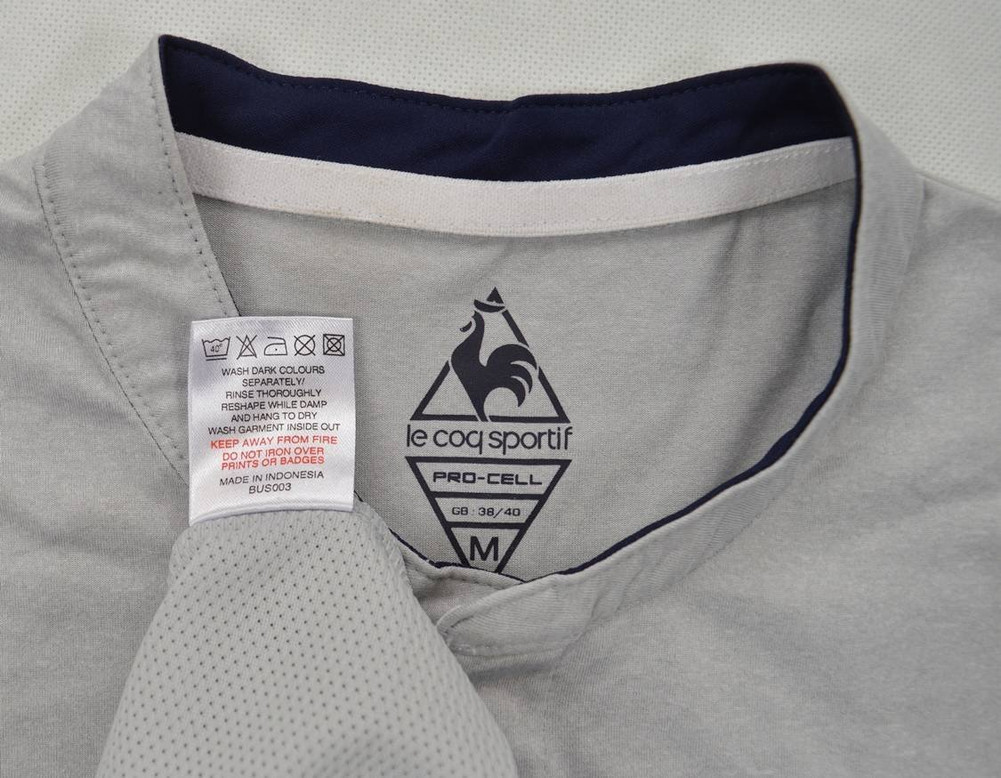 40°
WASH DARK COLOURS
SEPARATELY/
RINSE THOROUGHLY
RESHAPE WHILE DAMP
AND HANG TO DRY
WASH GARMENT INSIDE OUT
KEEP AWAY FROM FIRE
DO NOT IRON OVER
PRINTS OR BADGES
MADE IN INDONESIA
BUS003
le coq sportif
PRO-CELL
GB : 38/40
M